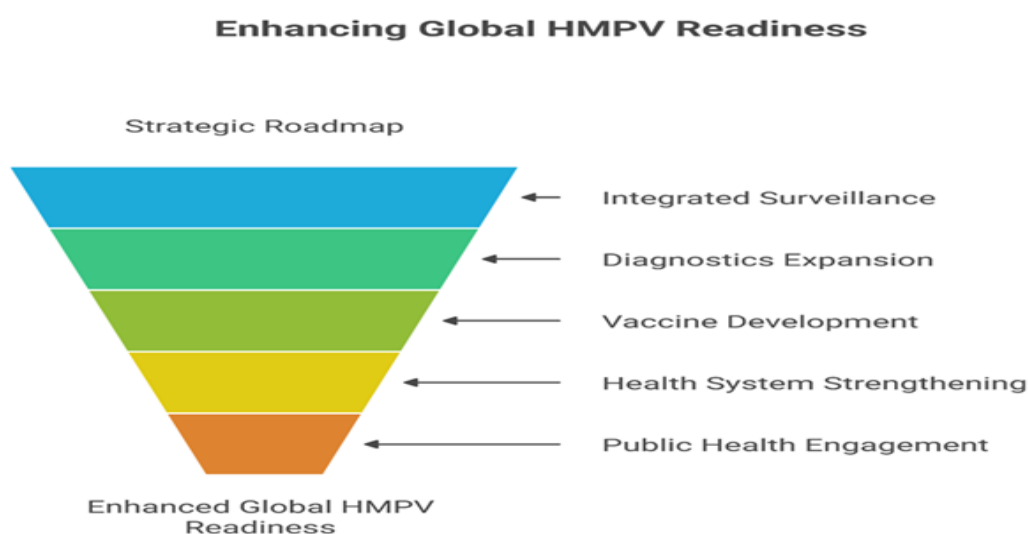 Enhancing Global HMPV Readiness
Strategic Roadmap
Integrated Surveillance
Diagnostics Expansion
Vaccine Development
Health System Strengthening
Public Health Engagement
Enhanced Global HMPV
Readiness